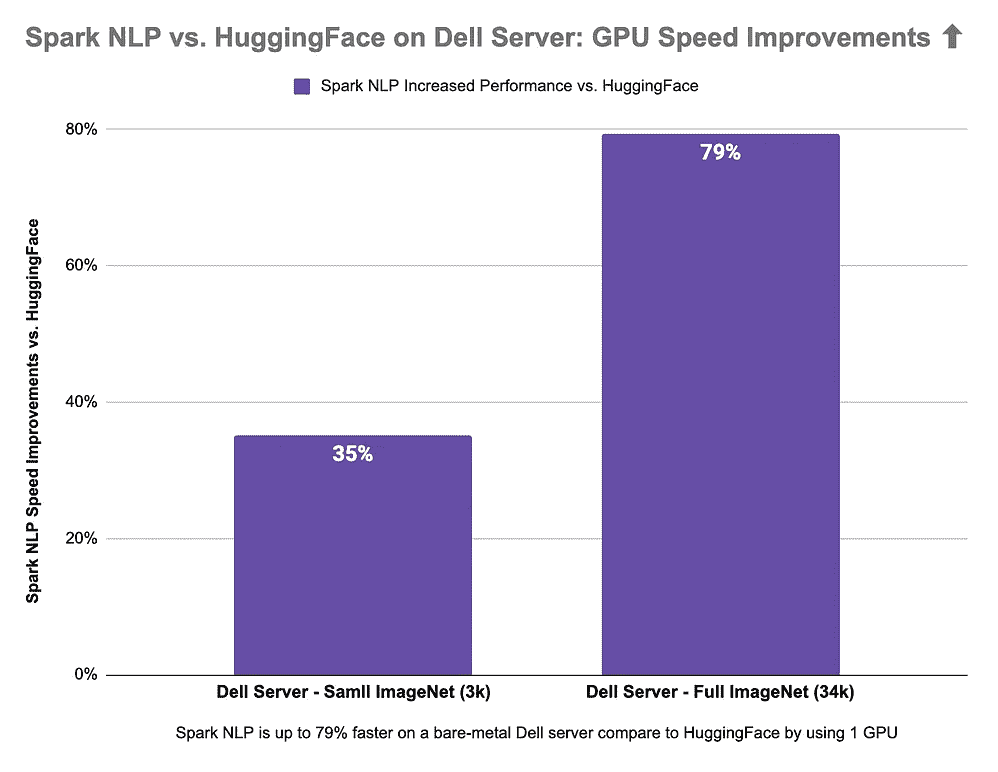 Spark NLP vs. HuggingFace on Dell Server: GPU Speed Improvements ⬆
Spark NLP Increased Performance vs. HuggingFace
Spark NLP Speed Improvements vs. HuggingFace
80%
60%
40%
20%
0%
35%
79%
Dell Server - Samll ImageNet (3k)
Dell Server - Full ImageNet (34k)
Spark NLP is up to 79% faster on a bare-metal Dell server compare to HuggingFace by using 1 GPU